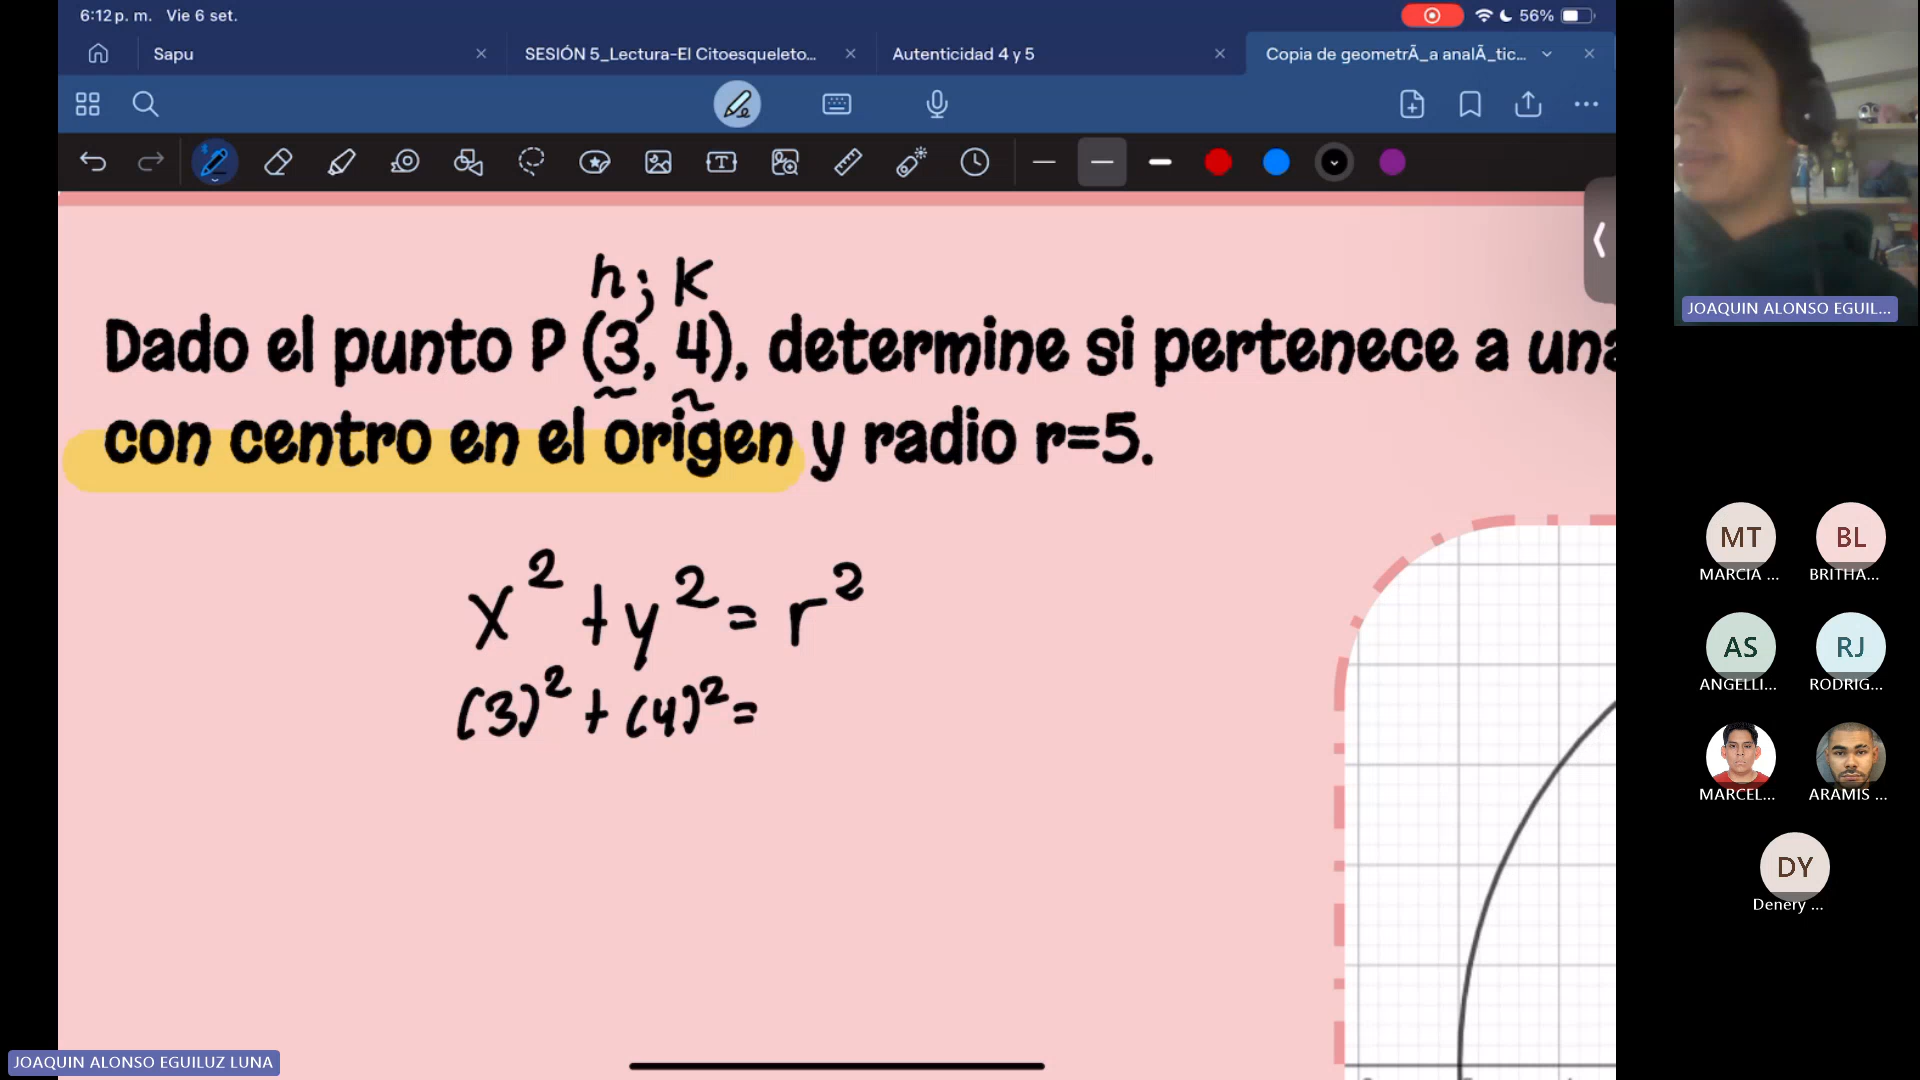 6:12 p. m. Vie 6 set.
56%
Sapu
SESIÓN 5_Lectura-El Citoesqueleto...
Autenticidad 4 y 5
Copia de geometrÃ_a analÃ_tic...
h; K
Dado el punto P (3, 4), determine si pertenece a una
con centro en el origen y radio r=5.
x² + y² = r²
(3)² + (4)² =
JOAQUIN ALONSO EGUIL...
MT BL
MARCIA ... BRITHA...
AS RJ
ANGELLI... RODRIG...
MARCEL... ARAMIS ...
DY
Denery ...
JOAQUIN ALONSO EGUILUZ LUNA